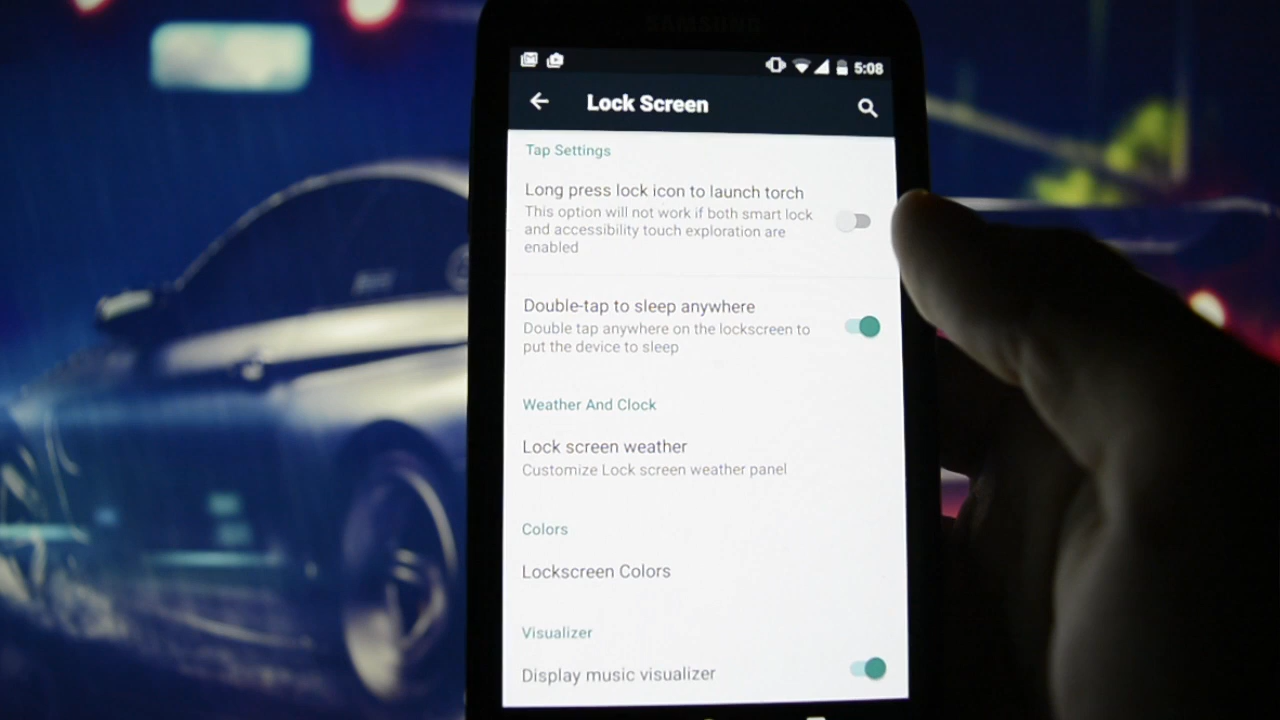 SAMSUNG
5:08
Lock Screen
Tap Settings
Long press lock icon to launch torch
This option will not work if both smart lock
and accessibility touch exploration are
enabled
Double-tap to sleep anywhere
Double tap anywhere on the lockscreen to
put the device to sleep
Weather And Clock
Lock screen weather
Customize Lock screen weather panel
Colors
Lockscreen Colors
Visualizer
Display music visualizer